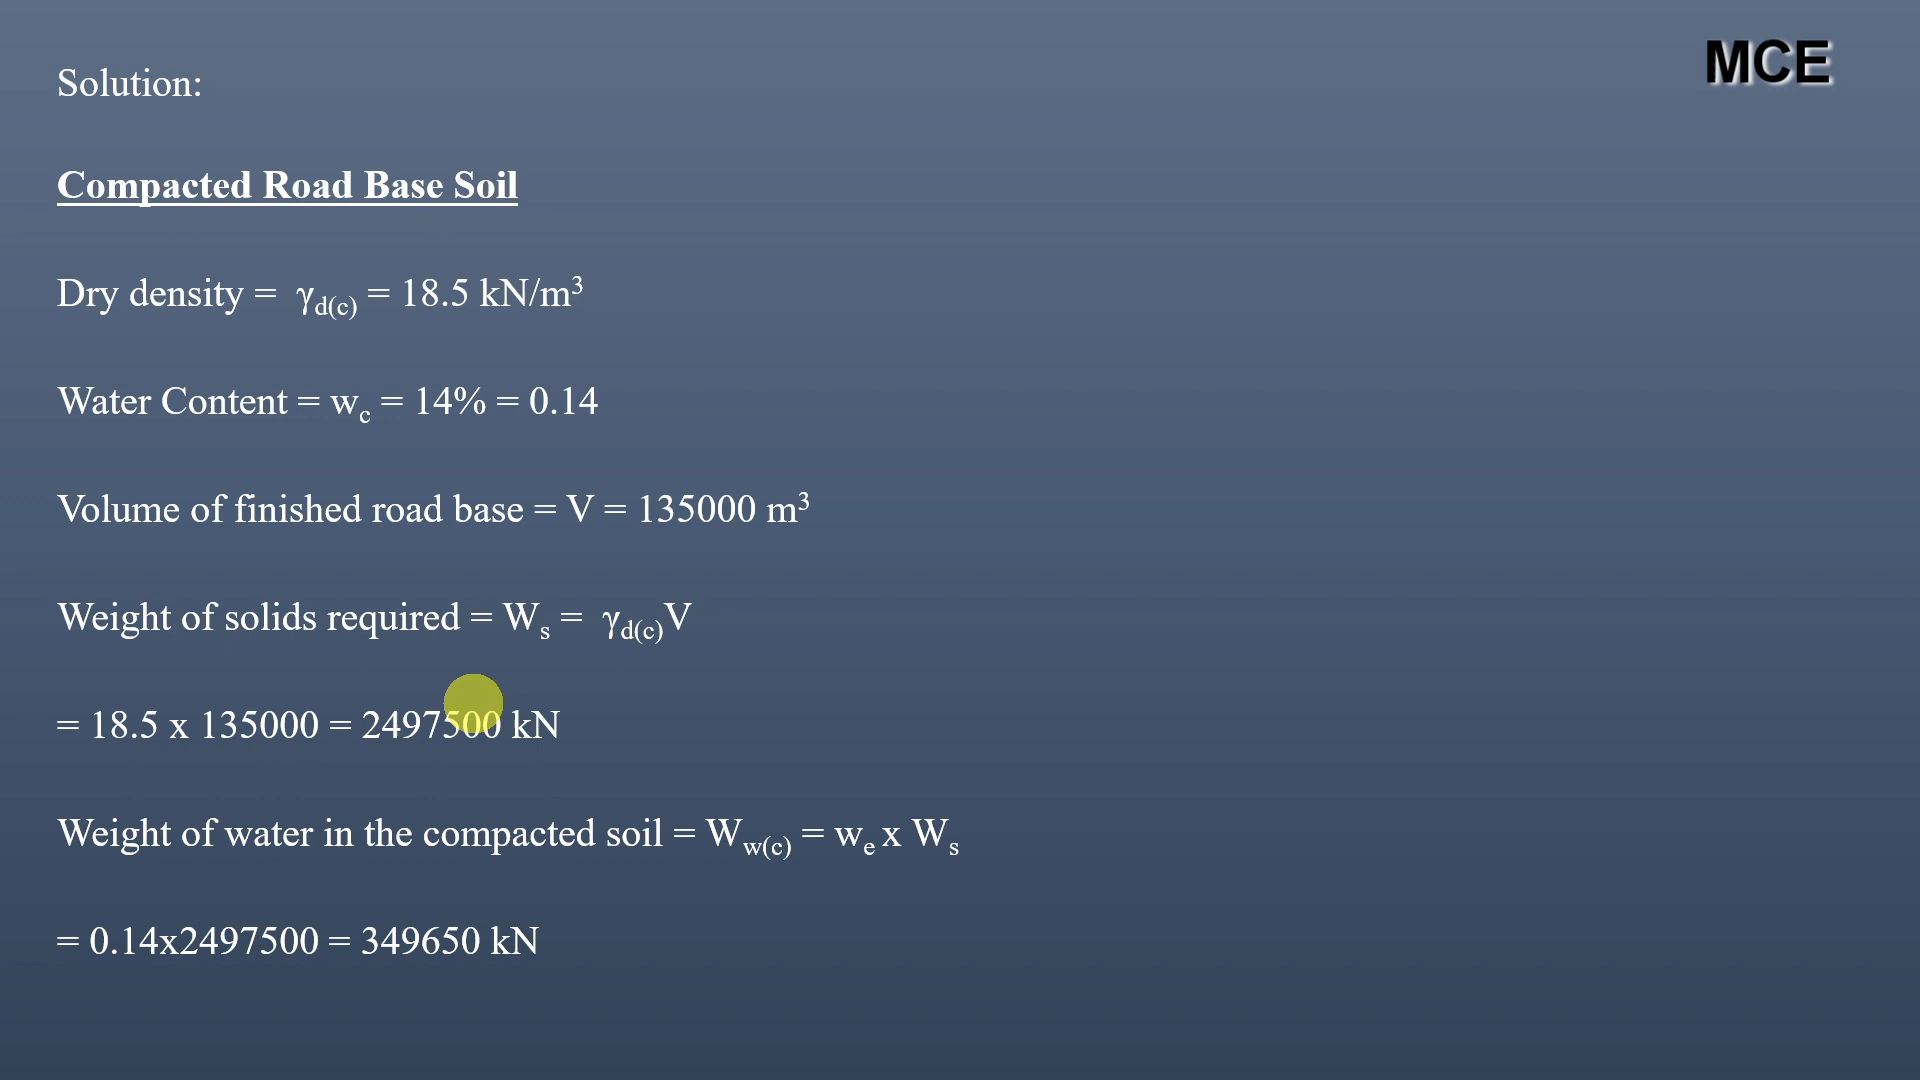 MCE
Solution:
Compacted Road Base Soil
Dry density = γd(c) = 18.5 kN/m³
Water Content = wc = 14% = 0.14
Volume of finished road base = V = 135000 m³
Weight of solids required = Ws = γd(c)V
= 18.5 x 135000 = 2497500 kN
Weight of water in the compacted soil = Ww(c) = we x Ws
= 0.14x2497500 = 349650 kN